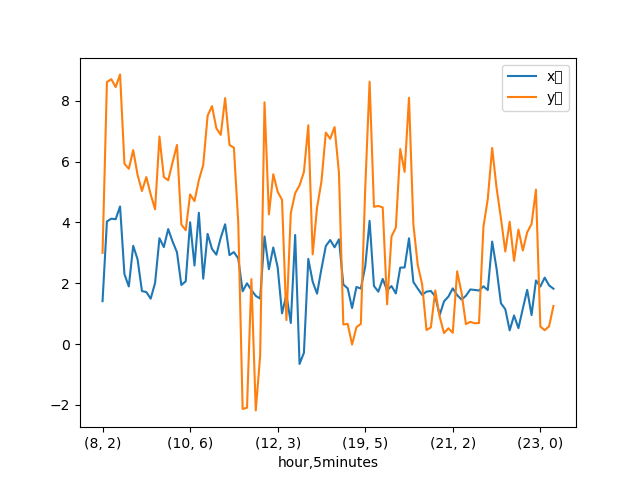 x
y
8
6
4
2
0
−2
(8, 2) (10, 6) (12, 3) (19, 5) (21, 2) (23, 0)
hour,5minutes